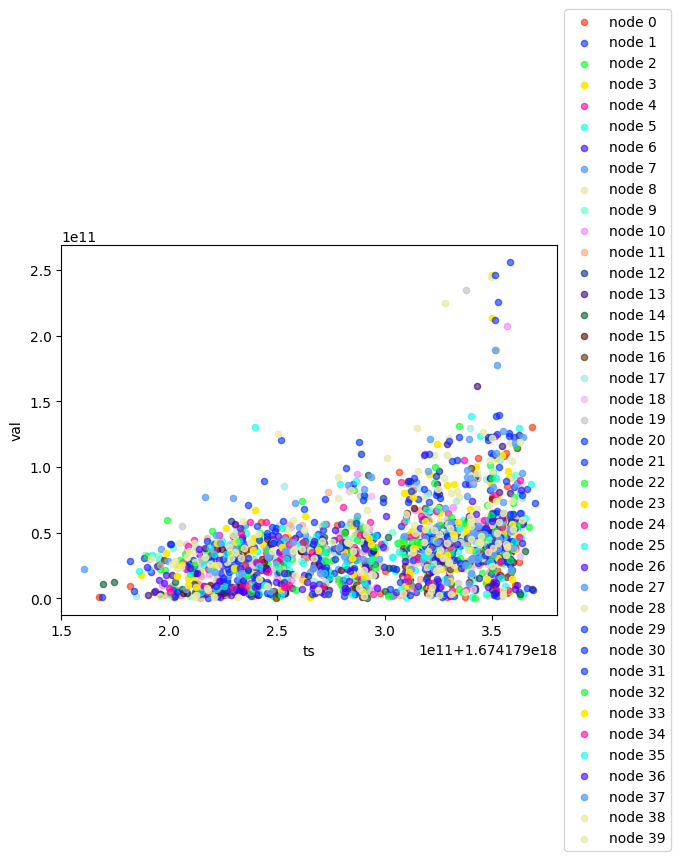 node 0
node 1
node 2
node 3
node 4
node 5
node 6
node 7
node 8
node 9
node 10
node 11
node 12
node 13
node 14
node 15
node 16
node 17
node 18
node 19
node 20
node 21
node 22
node 23
node 24
node 25
node 26
node 27
node 28
node 29
node 30
node 31
node 32
node 33
node 34
node 35
node 36
node 37
node 38
node 39
1e11
2.5
2.0
1.5
1.0
0.5
0.0
val
1.5 2.0 2.5 3.0 3.5
ts
1e11+1.674179e18